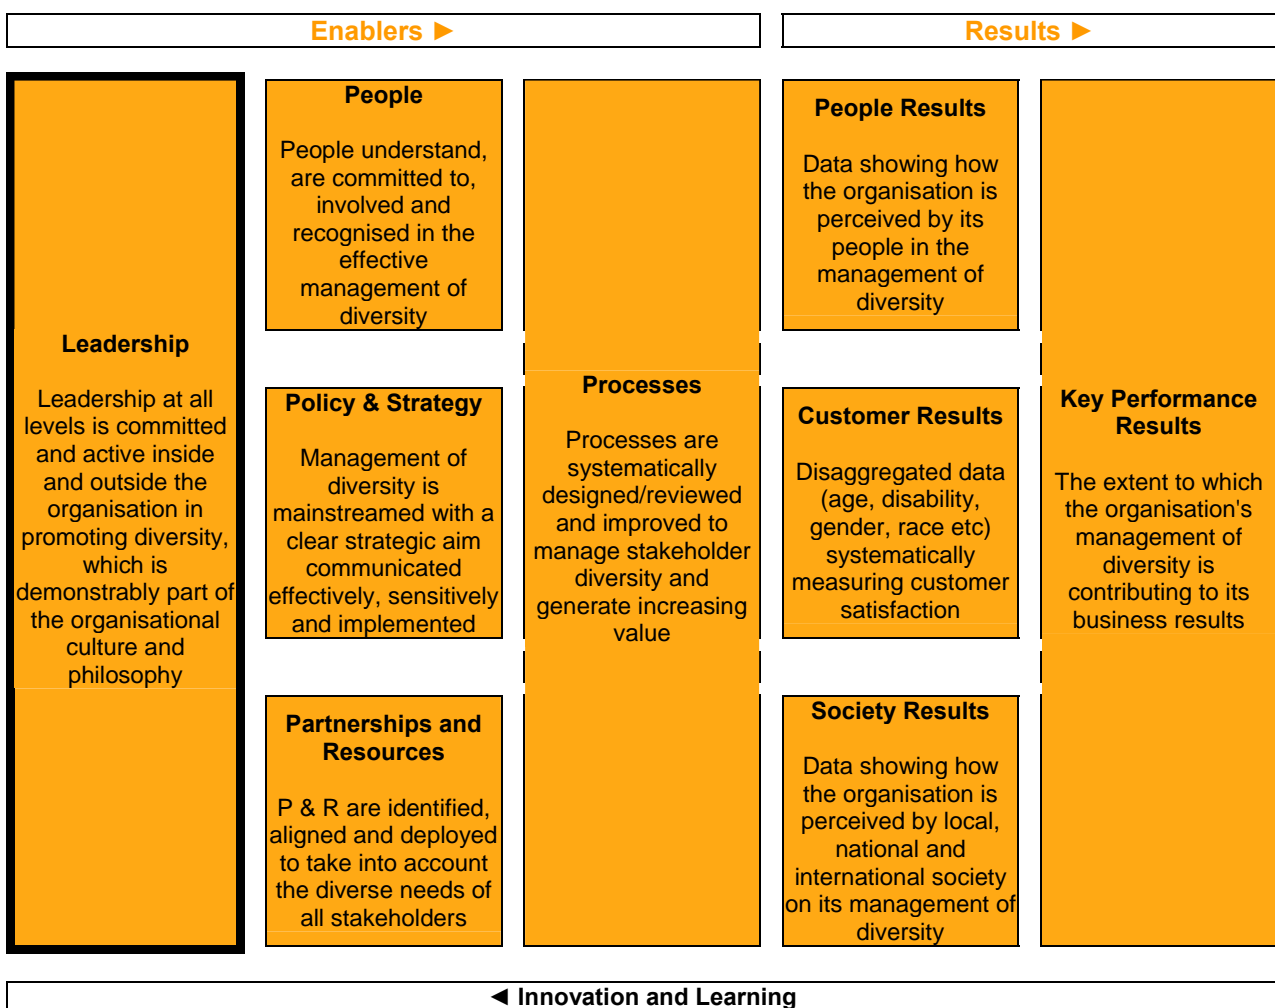 Enablers ►
Results ►
Leadership
Leadership at all
levels is committed
and active inside
and outside the
organisation in
promoting diversity,
which is
demonstrably part of
the organisational
culture and
philosophy
People
People understand,
are committed to,
involved and
recognised in the
effective
management of
diversity
Policy & Strategy
Management of
diversity is
mainstreamed with a
clear strategic aim
communicated
effectively, sensitively
and implemented
Partnerships and
Resources
P & R are identified,
aligned and deployed
to take into account
the diverse needs of
all stakeholders
Processes
Processes are
systematically
designed/reviewed
and improved to
manage stakeholder
diversity and
generate increasing
value
People Results
Data showing how
the organisation is
perceived by its
people in the
management of
diversity
Customer Results
Disaggregated data
(age, disability,
gender, race etc)
systematically
measuring customer
satisfaction
Society Results
Data showing how
the organisation is
perceived by local,
national and
international society
on its management of
diversity
Key Performance
Results
The extent to which
the organisation's
management of
diversity is
contributing to its
business results
◄ Innovation and Learning